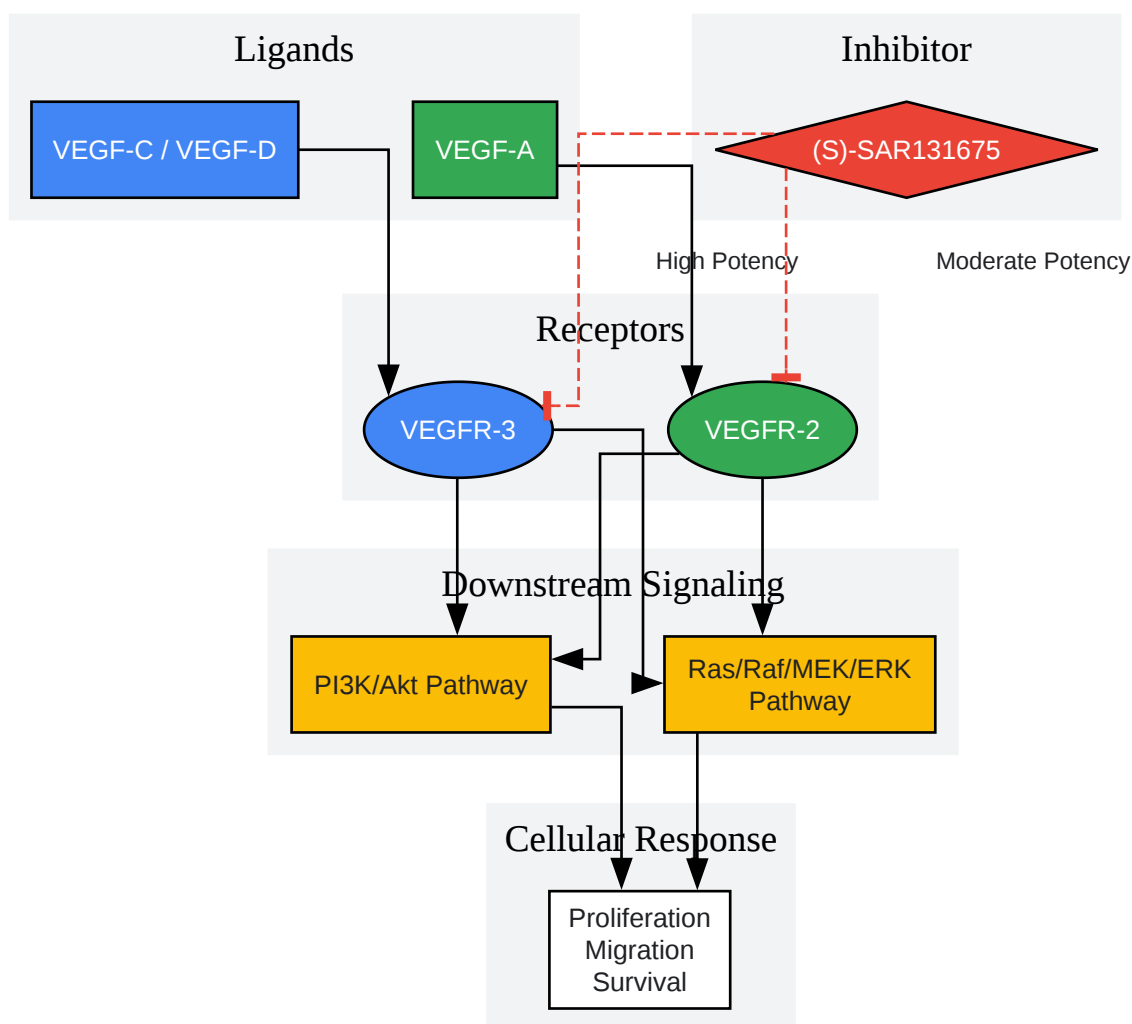 Ligands
Inhibitor
VEGF-C / VEGF-D
VEGF-A
(S)-SAR131675
High Potency
Moderate Potency
Receptors
VEGFR-3
VEGFR-2
Downstream Signaling
PI3K/Akt Pathway
Ras/Raf/MEK/ERK
Pathway
Cellular Response
Proliferation
Migration
Survival